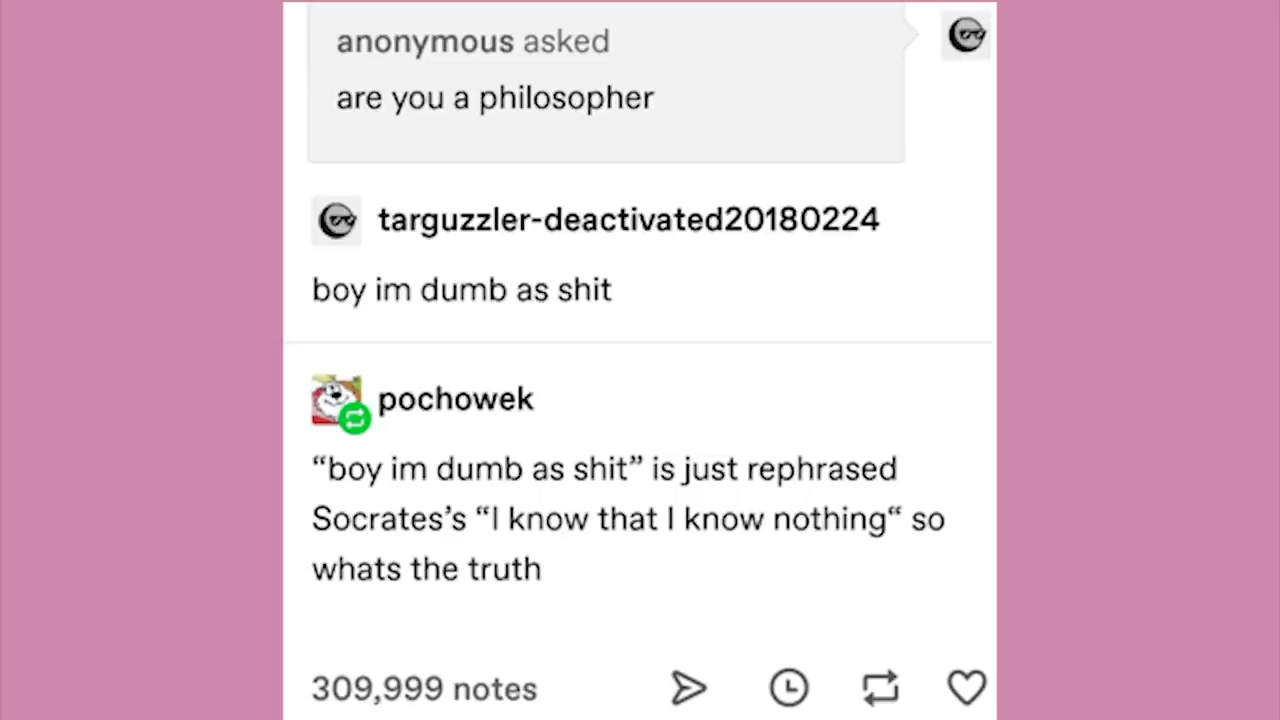 anonymous asked
are you a philosopher
targuzzler-deactivated20180224
boy im dumb as shit
pochowek
“boy im dumb as shit” is just rephrased
Socrates’s “I know that I know nothing“ so
whats the truth
309,999 notes